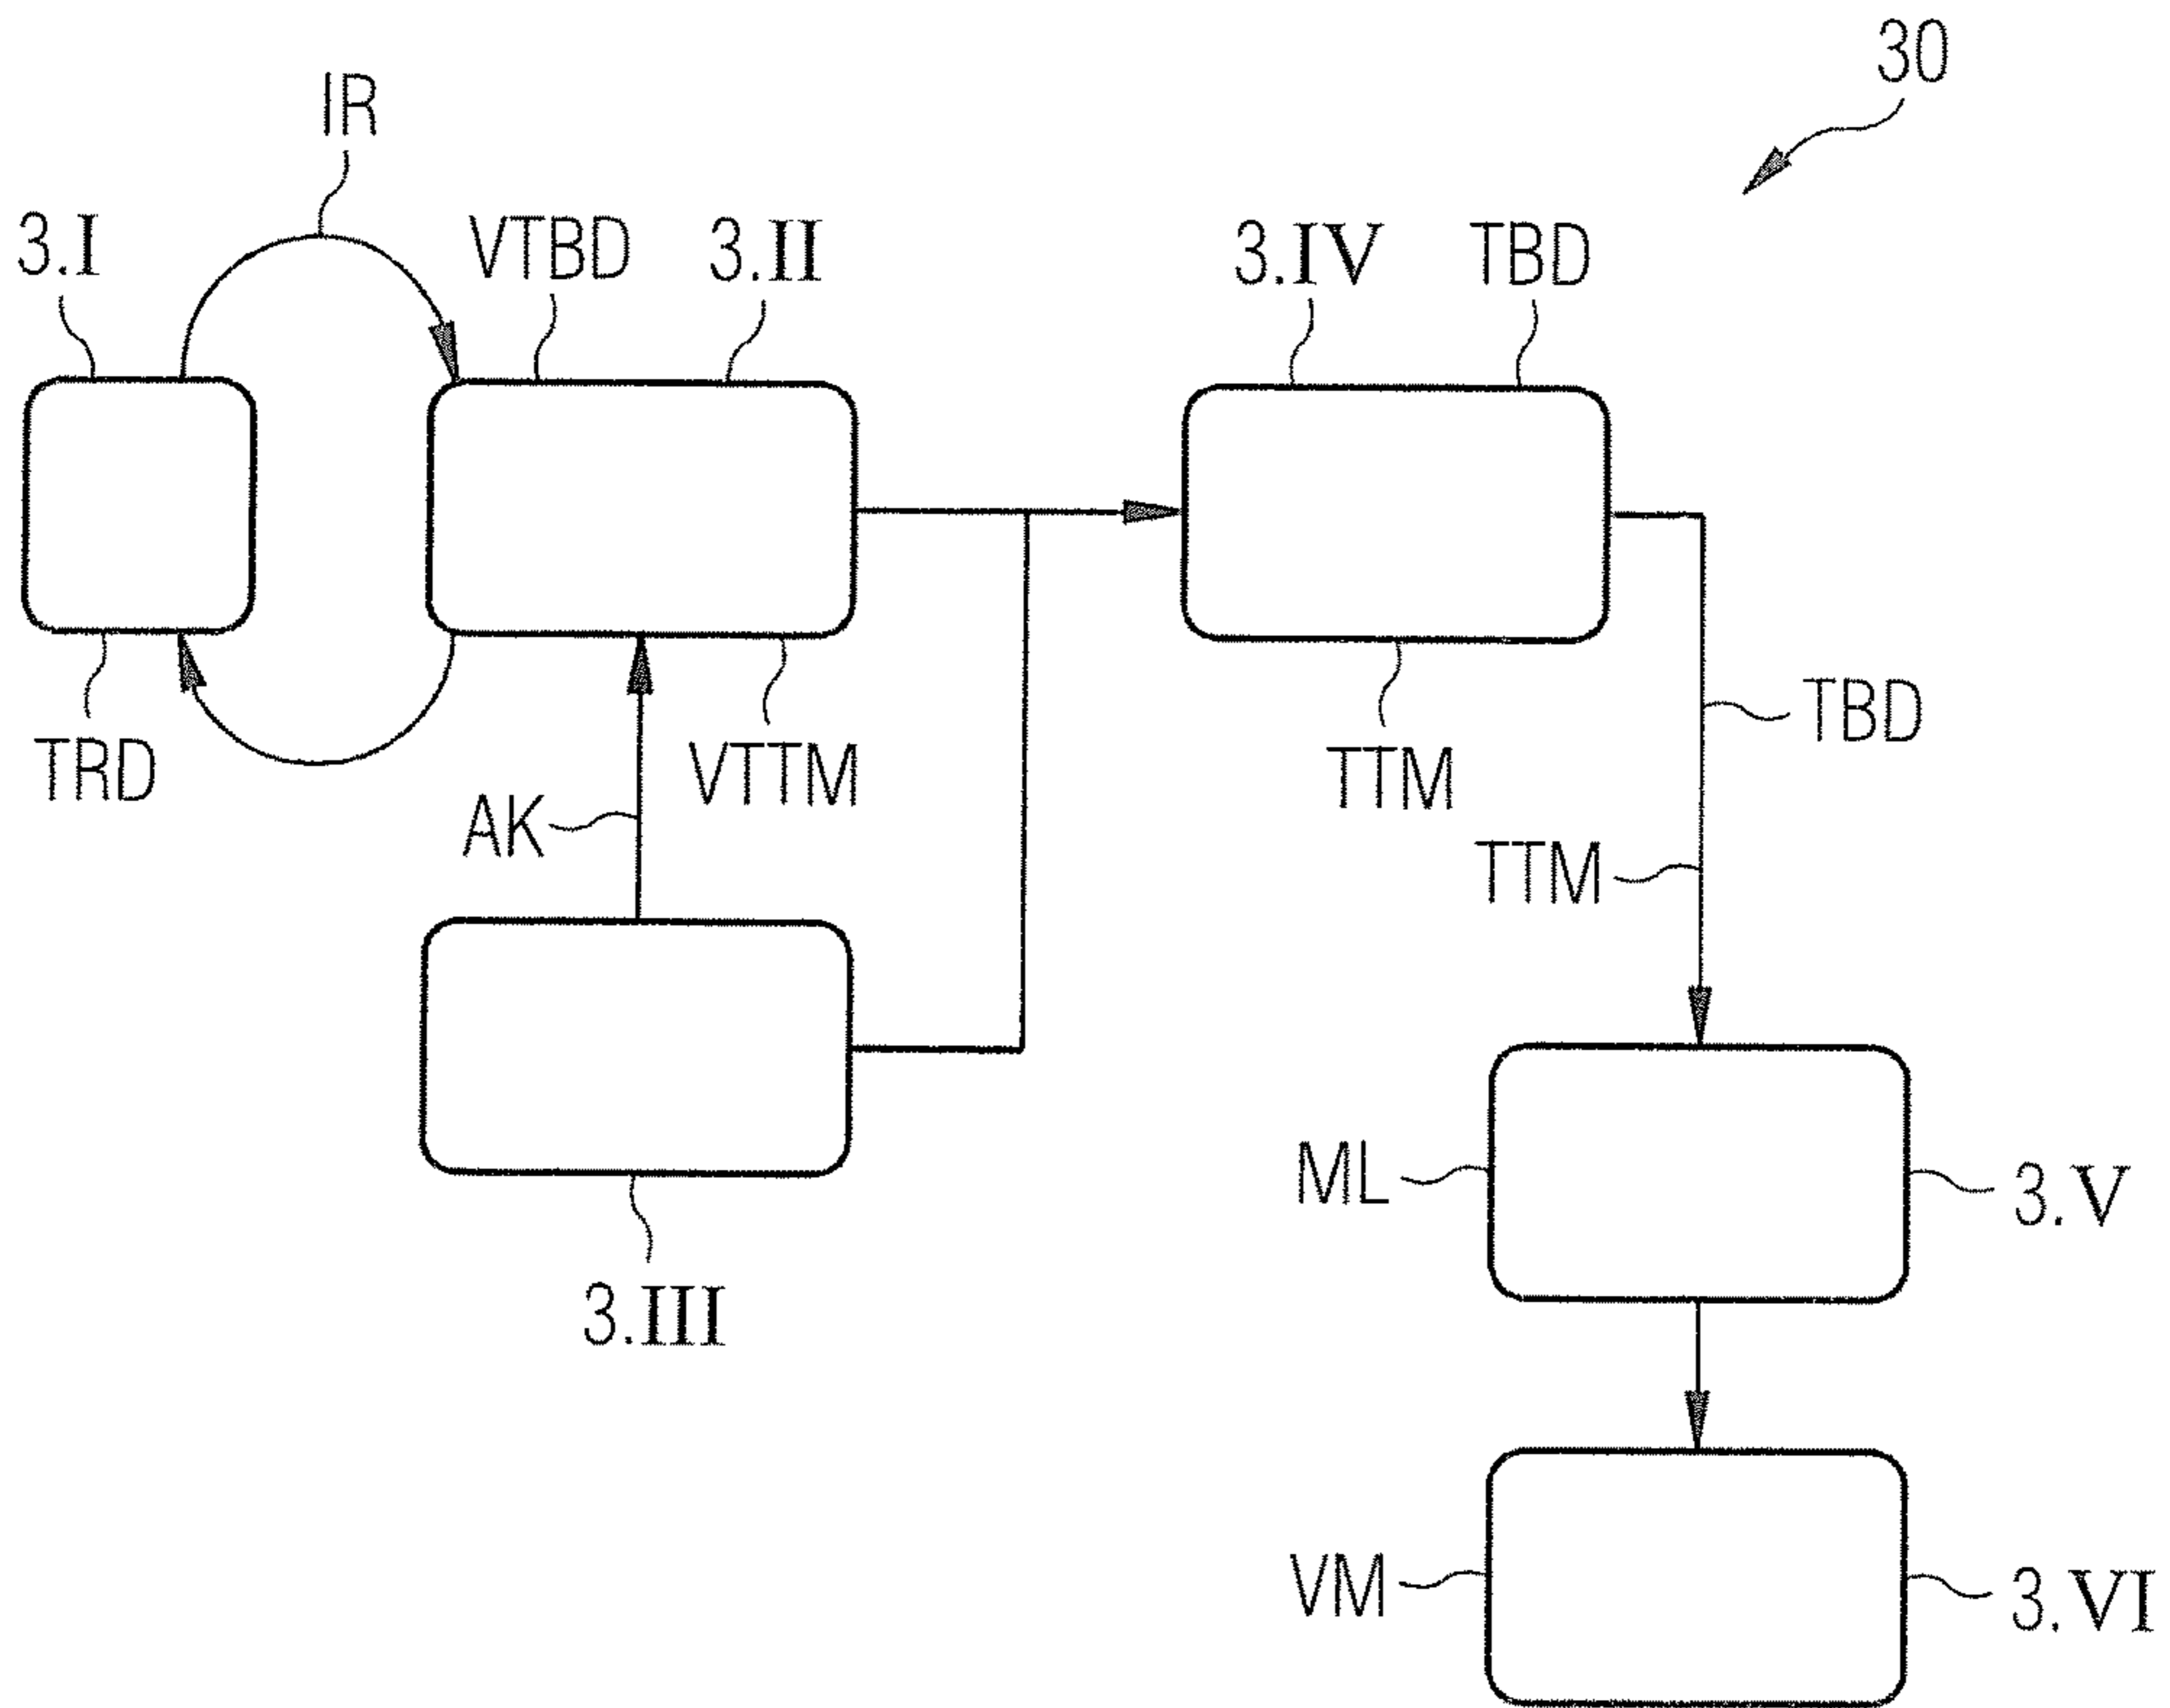 30
IR
3.I
VTBD
3.II
3.IV
TBD
TRD
VTTM
TTM
TBD
AK
TTM
ML
3.V
3.III
VM
3.VI